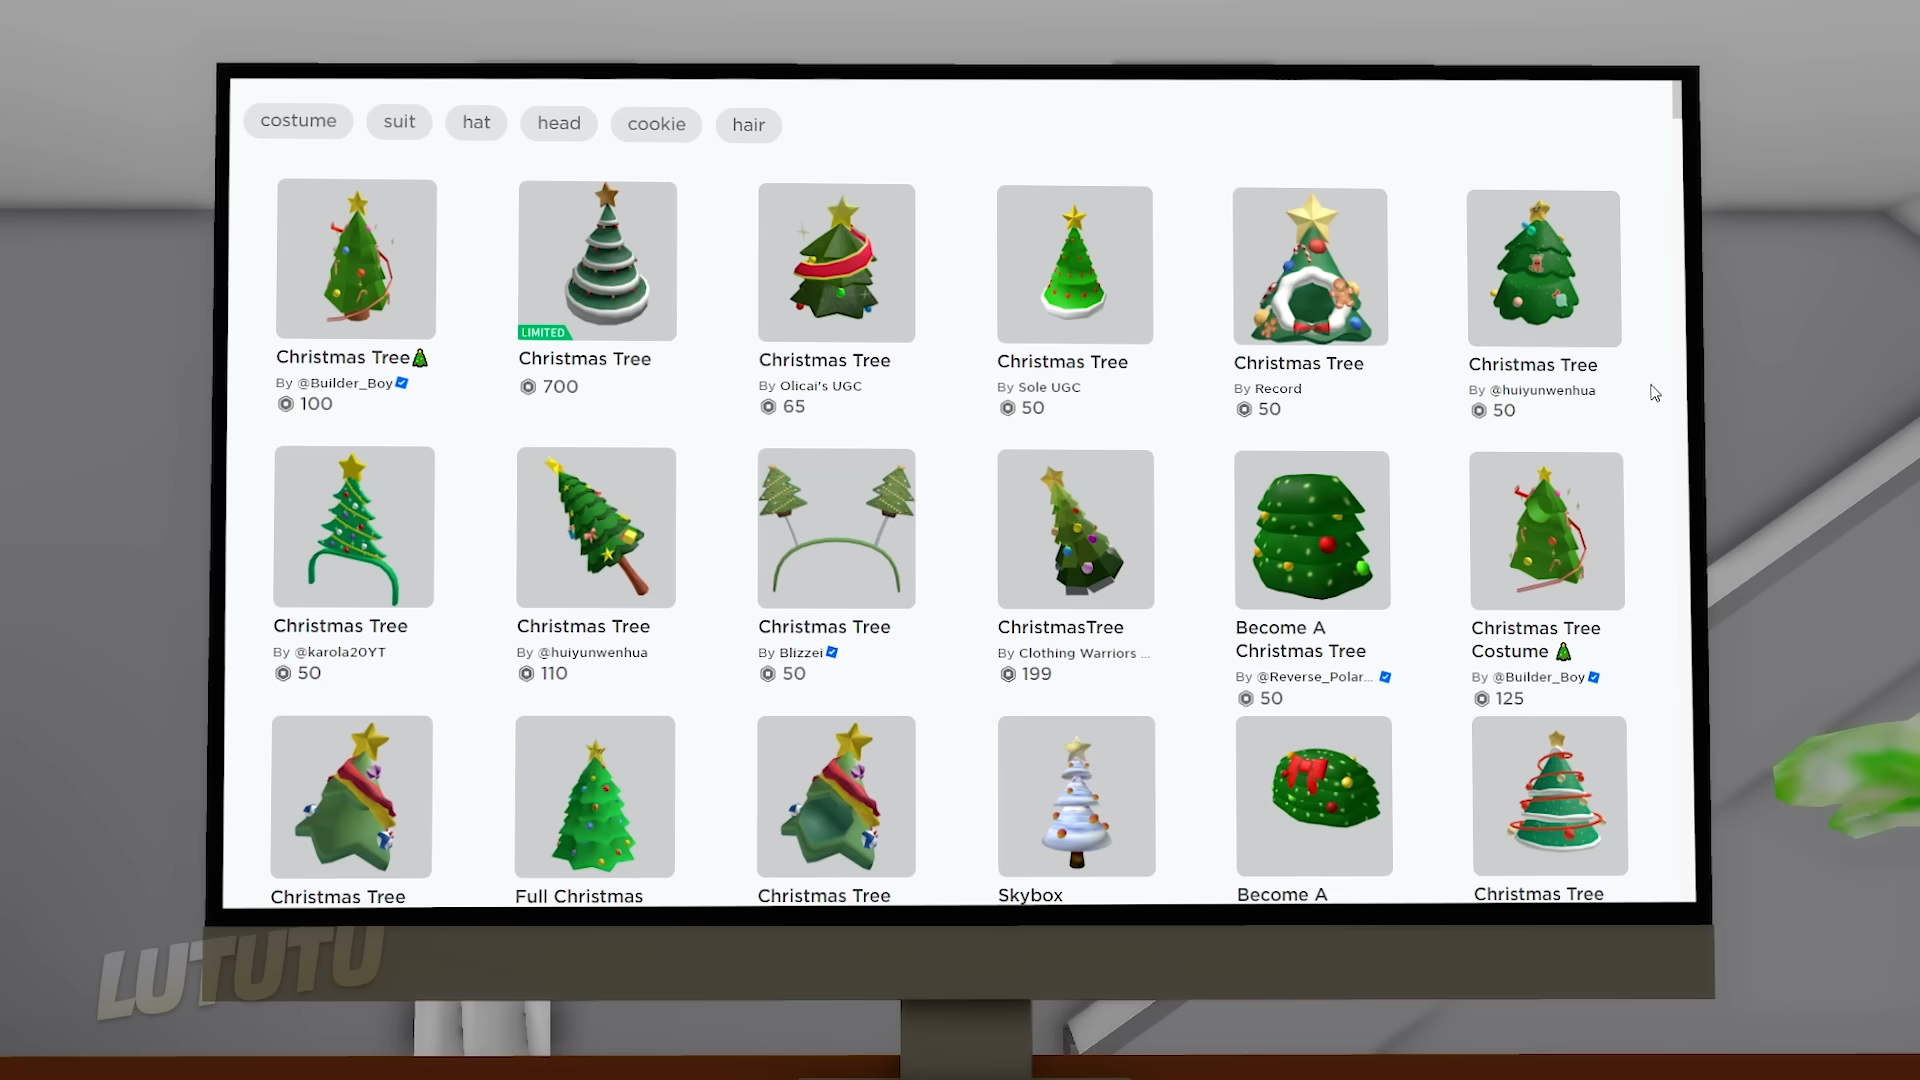 costume suit hat head cookie hair
LIMITED
Christmas Tree🎄 Christmas Tree Christmas Tree Christmas Tree Christmas Tree Christmas Tree
By @Builder_Boy By Olicai's UGC By Sole UGC By Record By @huiyunwenhua
100 700 65 50 50 50
Christmas Tree Christmas Tree Christmas Tree ChristmasTree Become A Christmas Tree
Christmas Tree Costume 🎄
By @karola20YT By @huiyunwenhua By Blizzei By Clothing Warriors ... By @Reverse_Polar... By @Builder_Boy
50 110 50 199 50 125
Christmas Tree Full Christmas Christmas Tree Skybox Become A Christmas Tree
LUTUTU